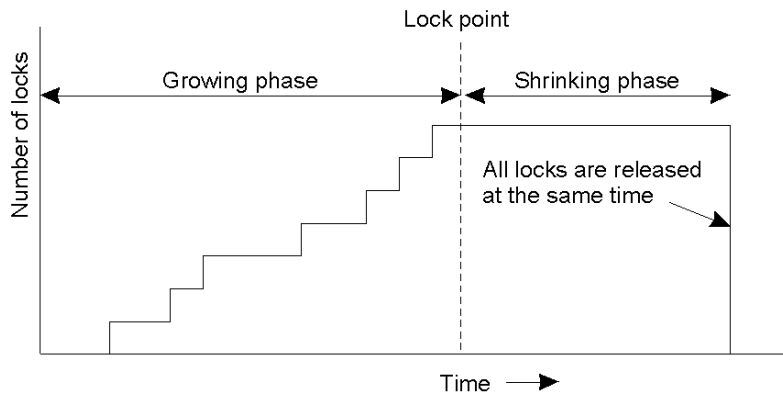 Lock point
Growing phase
Shrinking phase
Number of locks
All locks are released
at the same time
Time